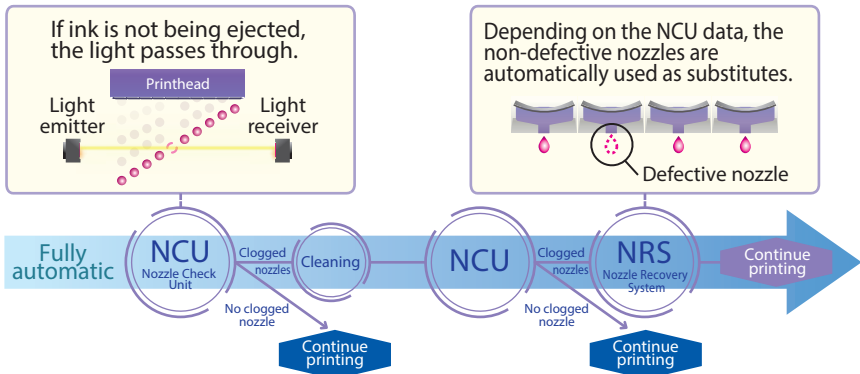 If ink is not being ejected,
the light passes through.
Printhead
Light
emitter
Light
receiver
Depending on the NCU data, the
non-defective nozzles are
automatically used as substitutes.
Defective nozzle
Fully
automatic
NCU
Nozzle Check
Unit
Clogged
nozzles
No clogged
nozzle
Continue
printing
Cleaning
NCU
Clogged
nozzles
No clogged
nozzle
Continue
printing
NRS
Nozzle Recovery
System
Continue
printing